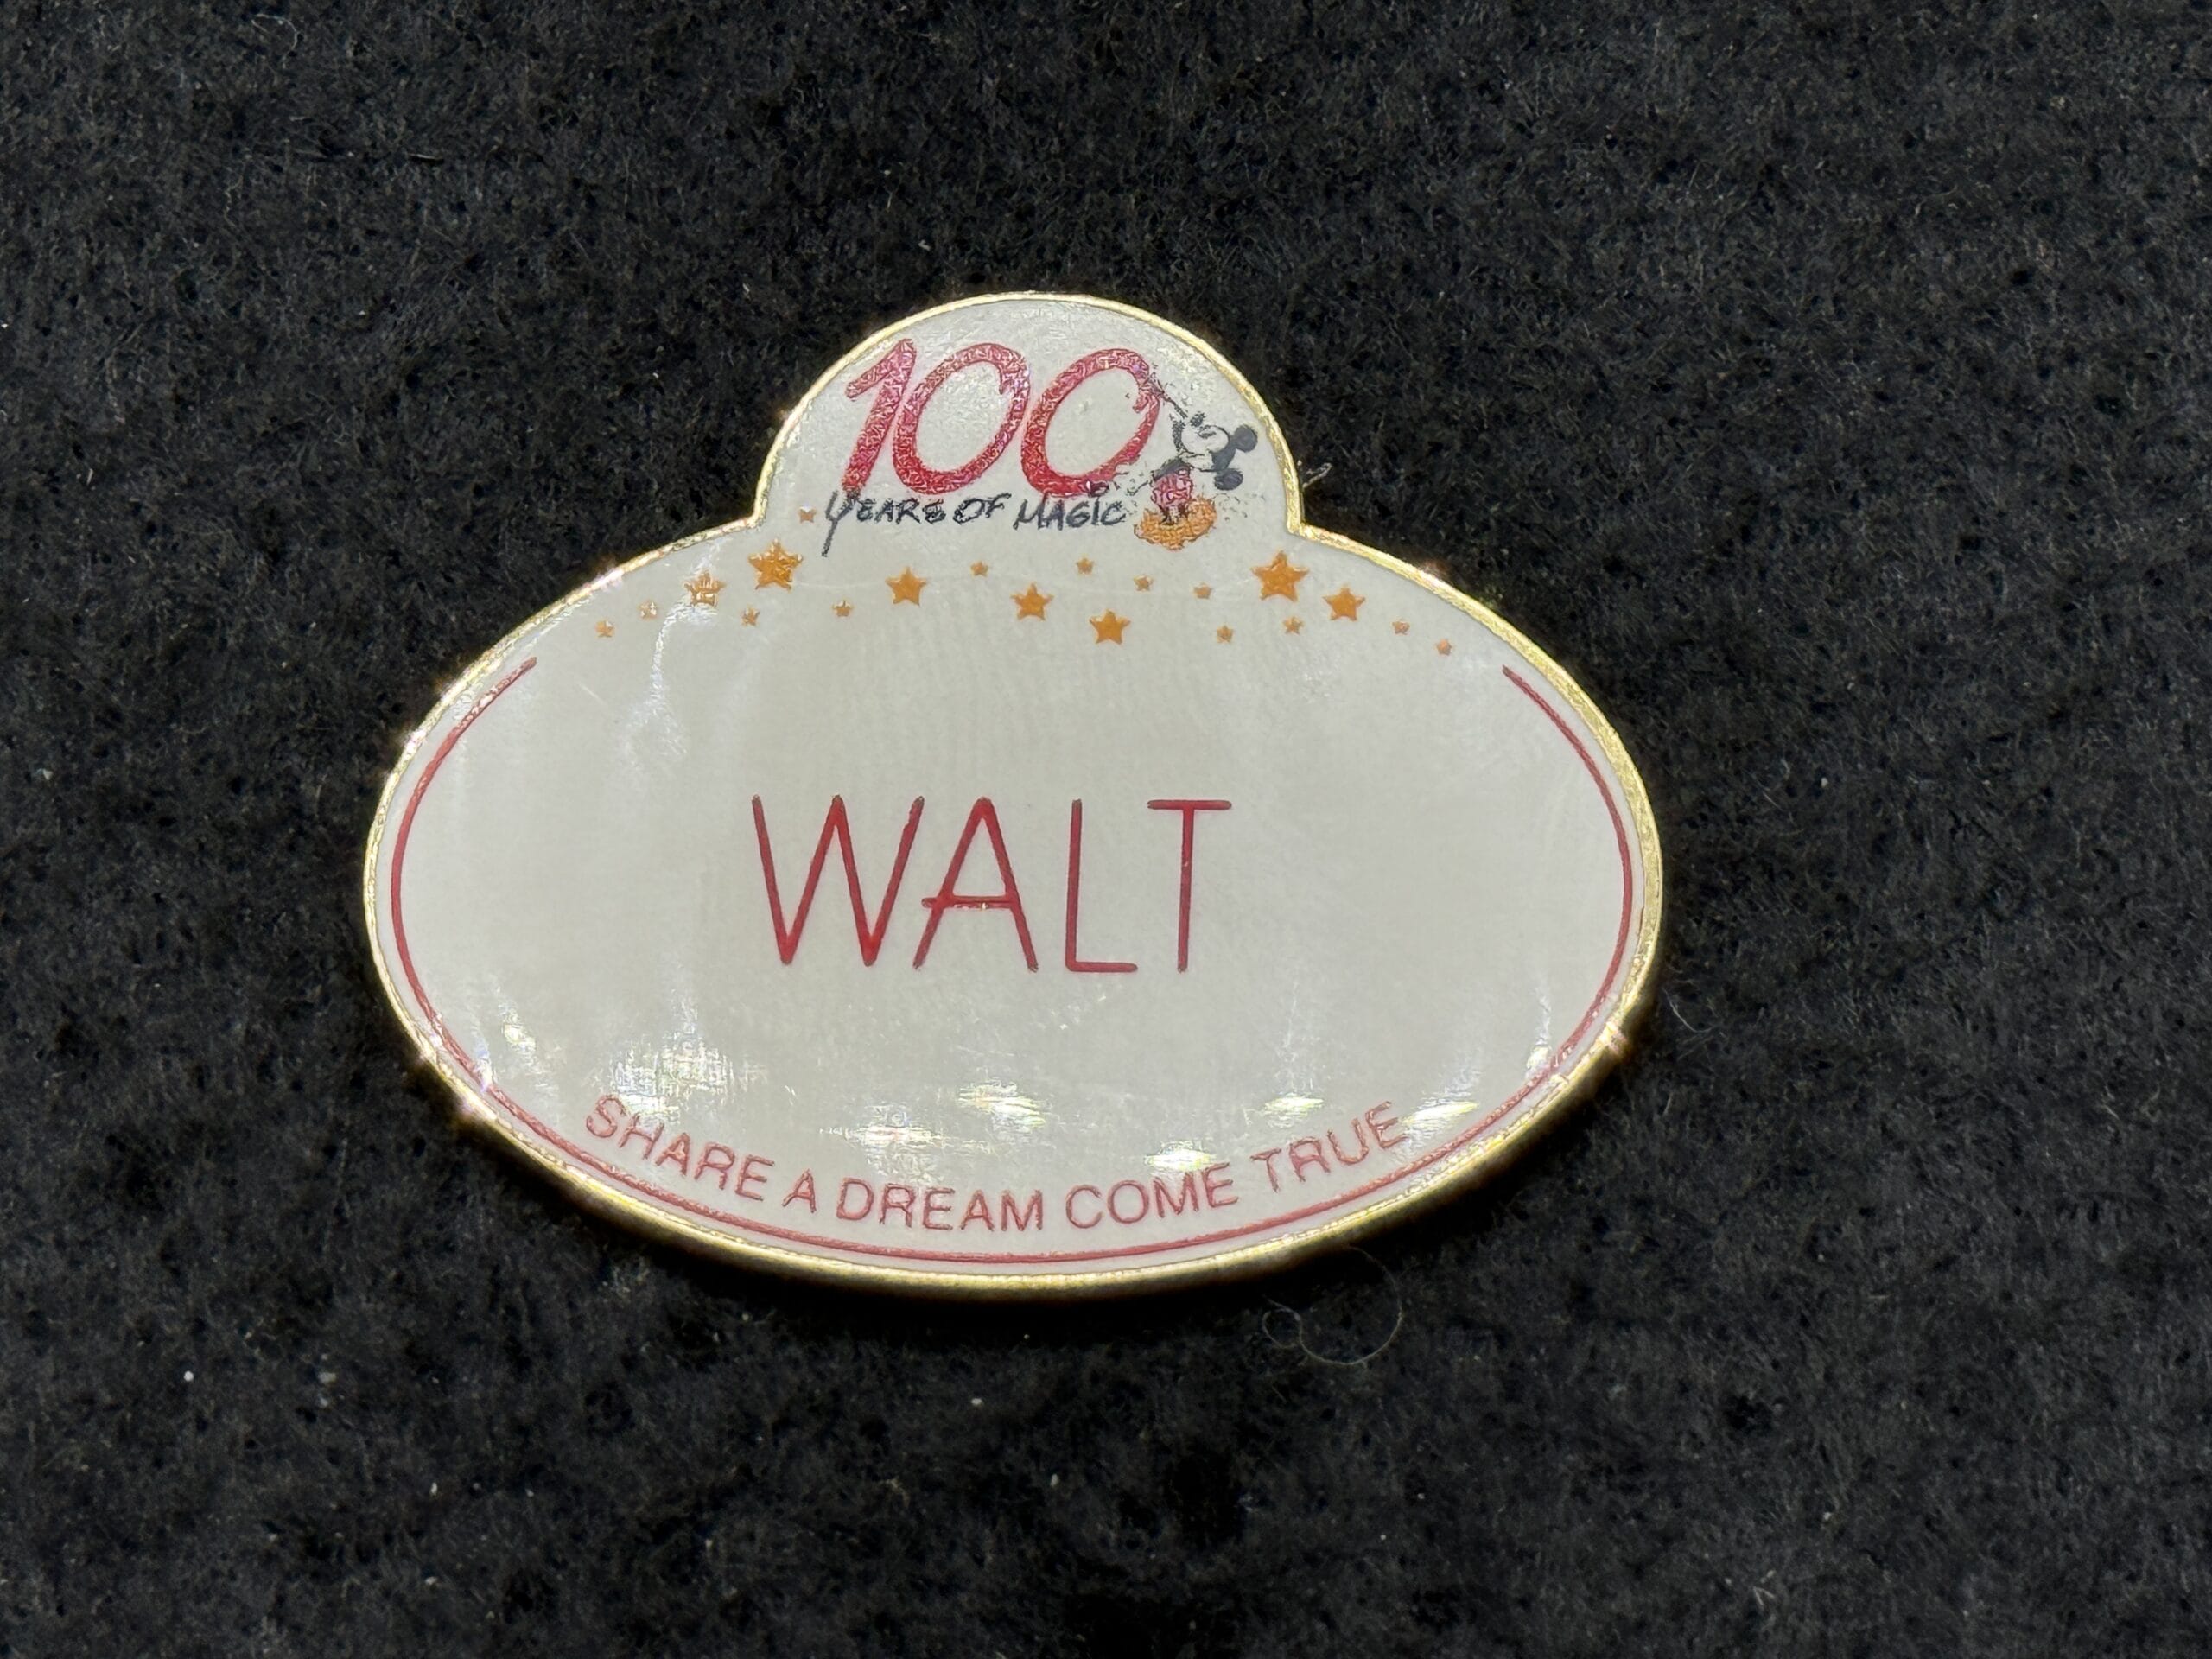 100
YEARS OF MAGIC
WALT
SHARE A DREAM COME TRUE